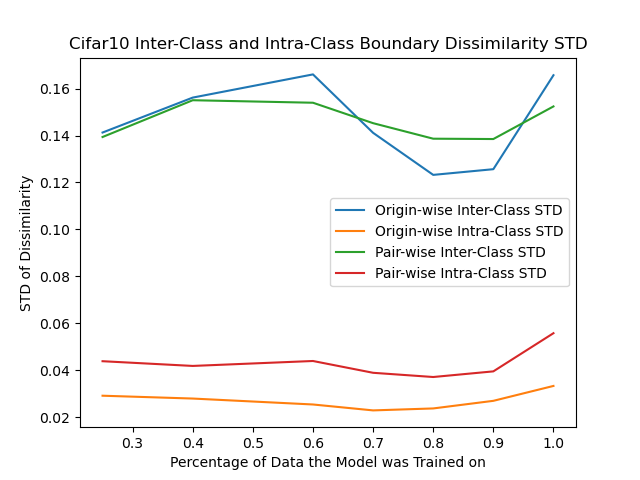 Cifar10 Inter-Class and Intra-Class Boundary Dissimilarity STD
STD of Dissimilarity
0.16
0.14
0.12
0.10
0.08
0.06
0.04
0.02
Origin-wise Inter-Class STD
Origin-wise Intra-Class STD
Pair-wise Inter-Class STD
Pair-wise Intra-Class STD
0.3 0.4 0.5 0.6 0.7 0.8 0.9 1.0
Percentage of Data the Model was Trained on